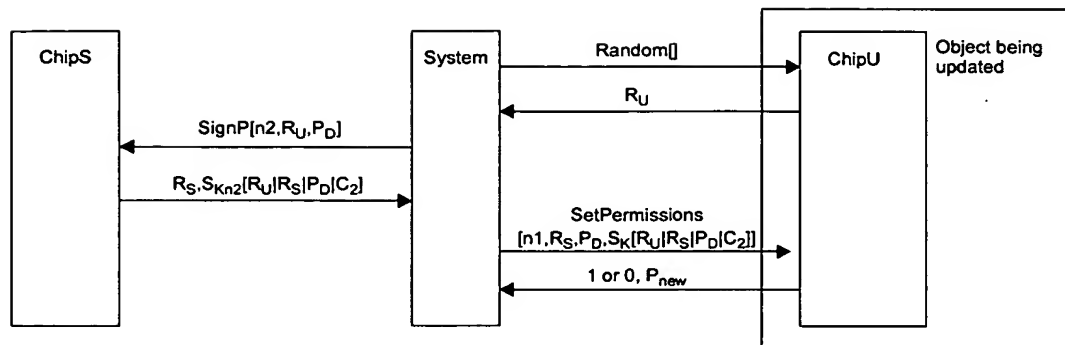 ChipS
System
ChipU
Object being
updated
Random[]
R_U
SignP[n2,R_U,P_D]
R_S,S_Kn2[R_U|R_S|P_D|C_2]
SetPermissions
[n1,R_S,P_D,S_K[R_U|R_S|P_D|C_2]]
1 or 0, P_new